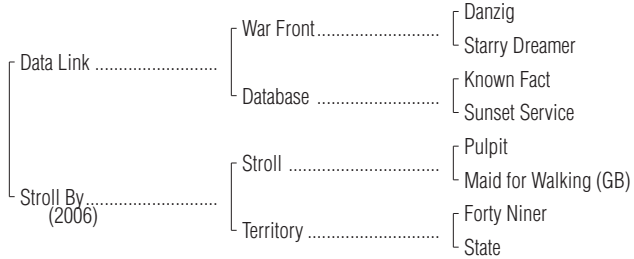 Danzig
War Front
Starry Dreamer
Data Link
Known Fact
Database
Sunset Service
Pulpit
Stroll
Maid for Walking (GB)
Stroll By
(2006)
Forty Niner
Territory
State